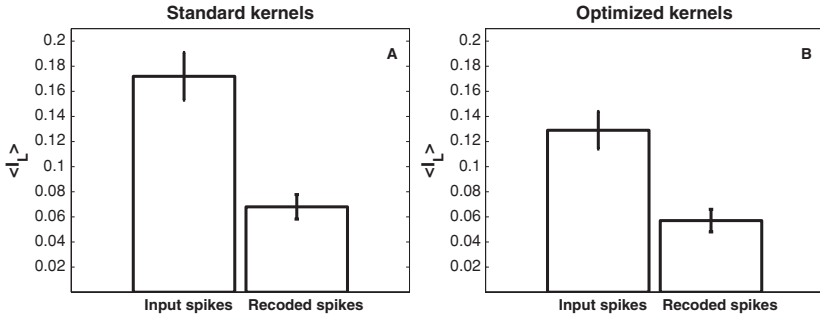 Standard kernels
A
<I_L>
0.2
0.18
0.16
0.14
0.12
0.1
0.08
0.06
0.04
0.02
Input spikes Recoded spikes
Optimized kernels
B
<I_L>
0.2
0.18
0.16
0.14
0.12
0.1
0.08
0.06
0.04
0.02
Input spikes Recoded spikes